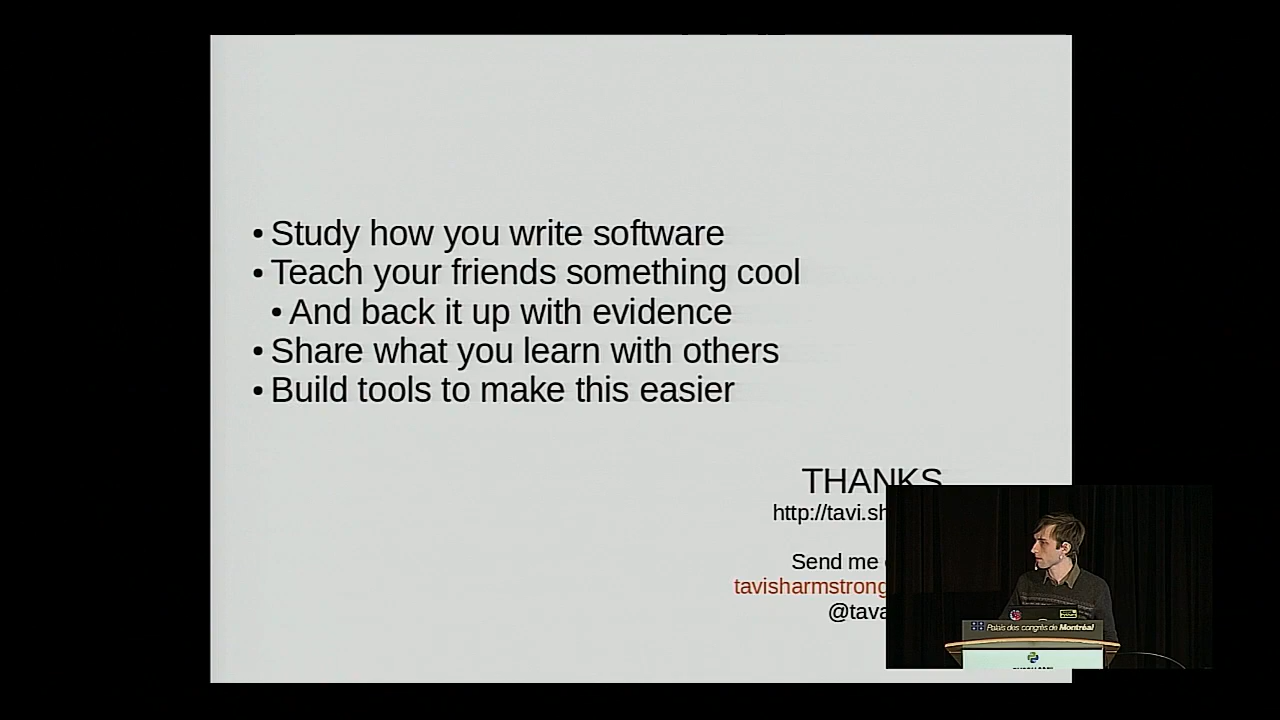 • Study how you write software
• Teach your friends something cool
• And back it up with evidence
• Share what you learn with others
• Build tools to make this easier
THANKS
http://tavi.sh
Send me
tavisharmstrong
@tava
Palais des congrès de Montréal